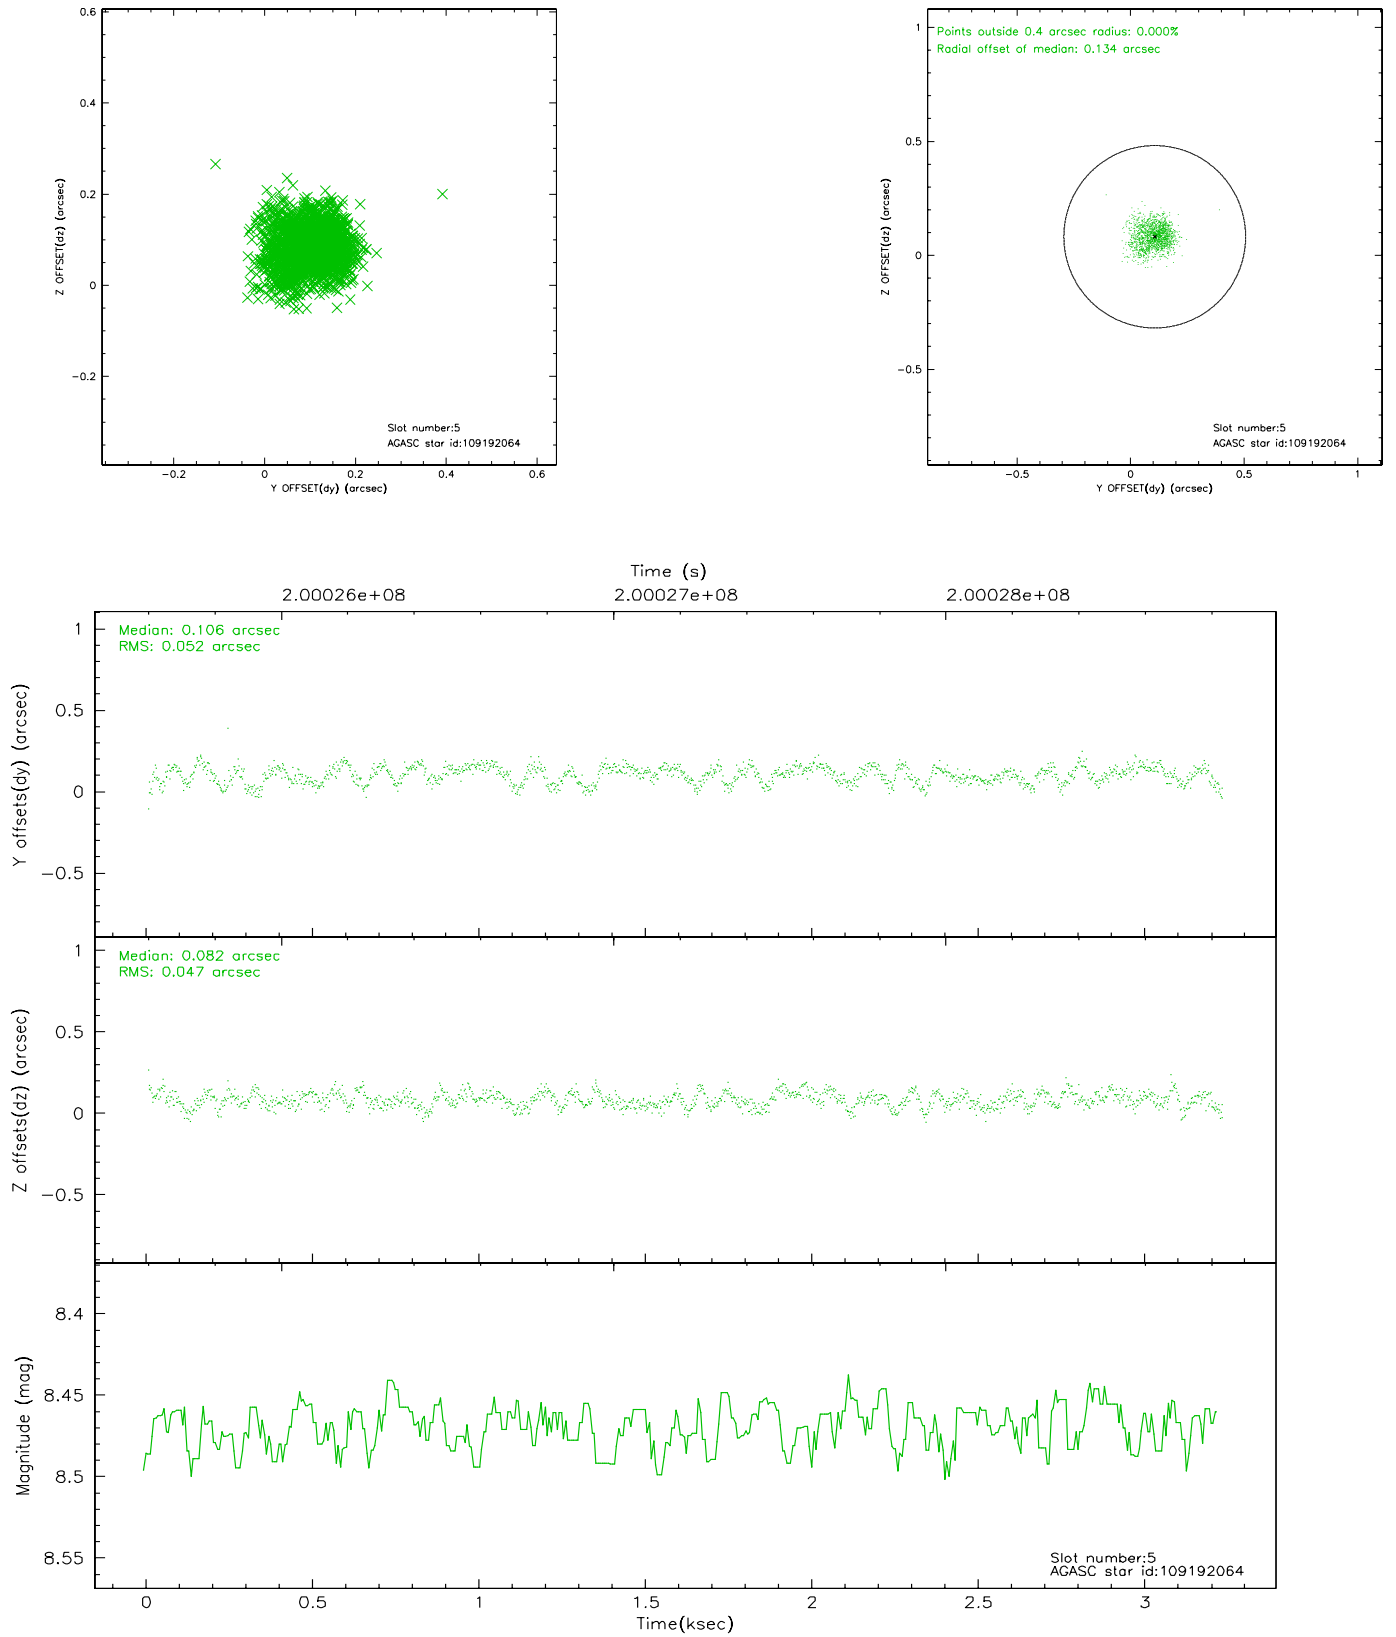 0.6
0.4
0.2
0
−0.2
Z OFFSET(dz) (arcsec)
−0.2 0 0.2 0.4 0.6
Y OFFSET(dy) (arcsec)
Slot number:5
AGASC star id:109192064
Points outside 0.4 arcsec radius: 0.000%
Radial offset of median: 0.134 arcsec
1
0.5
0
−0.5
Z OFFSET(dz) (arcsec)
−0.5 0 0.5 1
Y OFFSET(dy) (arcsec)
Slot number:5
AGASC star id:109192064
Time (s)
2.00026e+08 2.00027e+08 2.00028e+08
Median: 0.106 arcsec
RMS: 0.052 arcsec
1
0.5
0
−0.5
Y offsets(dy) (arcsec)
Median: 0.082 arcsec
RMS: 0.047 arcsec
1
0.5
0
−0.5
Z offsets(dz) (arcsec)
8.4
8.45
8.5
8.55
Magnitude (mag)
Slot number:5
AGASC star id:109192064
0 0.5 1 1.5 2 2.5 3
Time(ksec)